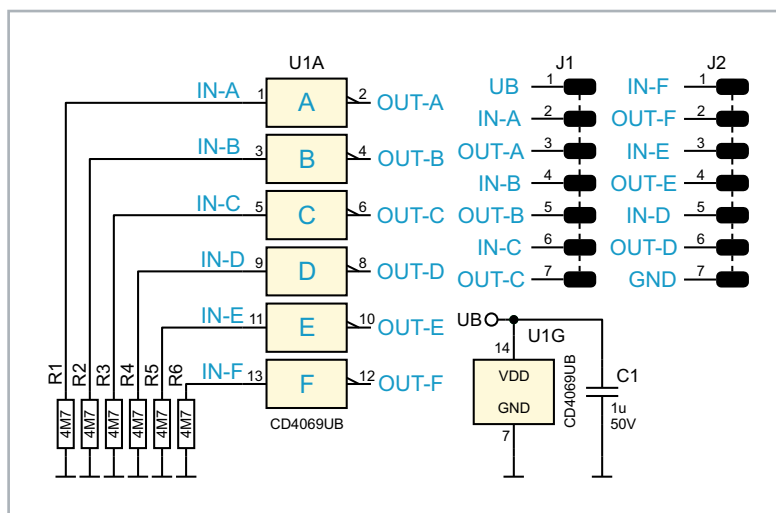 U1A
IN-A 1 A 2 OUT-A
IN-B 3 B 4 OUT-B
IN-C 5 C 6 OUT-C
IN-D 9 D 8 OUT-D
IN-E 11 E 10 OUT-E
IN-F 13 F 12 OUT-F
CD4069UB
R1 R2 R3 R4 R5 R6
4M7 4M7 4M7 4M7 4M7 4M7
J1
UB 1
IN-A 2
OUT-A 3
IN-B 4
OUT-B 5
IN-C 6
OUT-C 7
J2
IN-F 1
OUT-F 2
IN-E 3
OUT-E 4
IN-D 5
OUT-D 6
GND 7
UB
U1G
14
VDD
GND
7
CD4069UB
C1
1u
50V